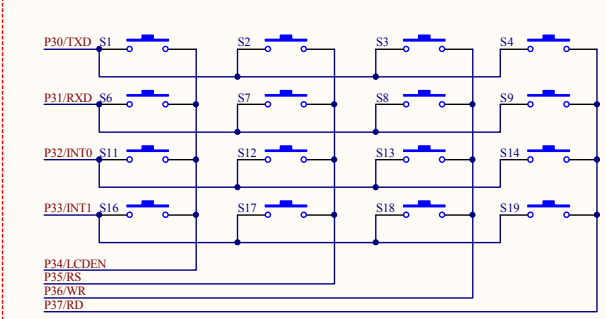 P30/TXD S1 S2 S3 S4
P31/RXD S6 S7 S8 S9
P32/INT0 S11 S12 S13 S14
P33/INT1 S16 S17 S18 S19
P34/LCDEN
P35/RS
P36/WR
P37/RD